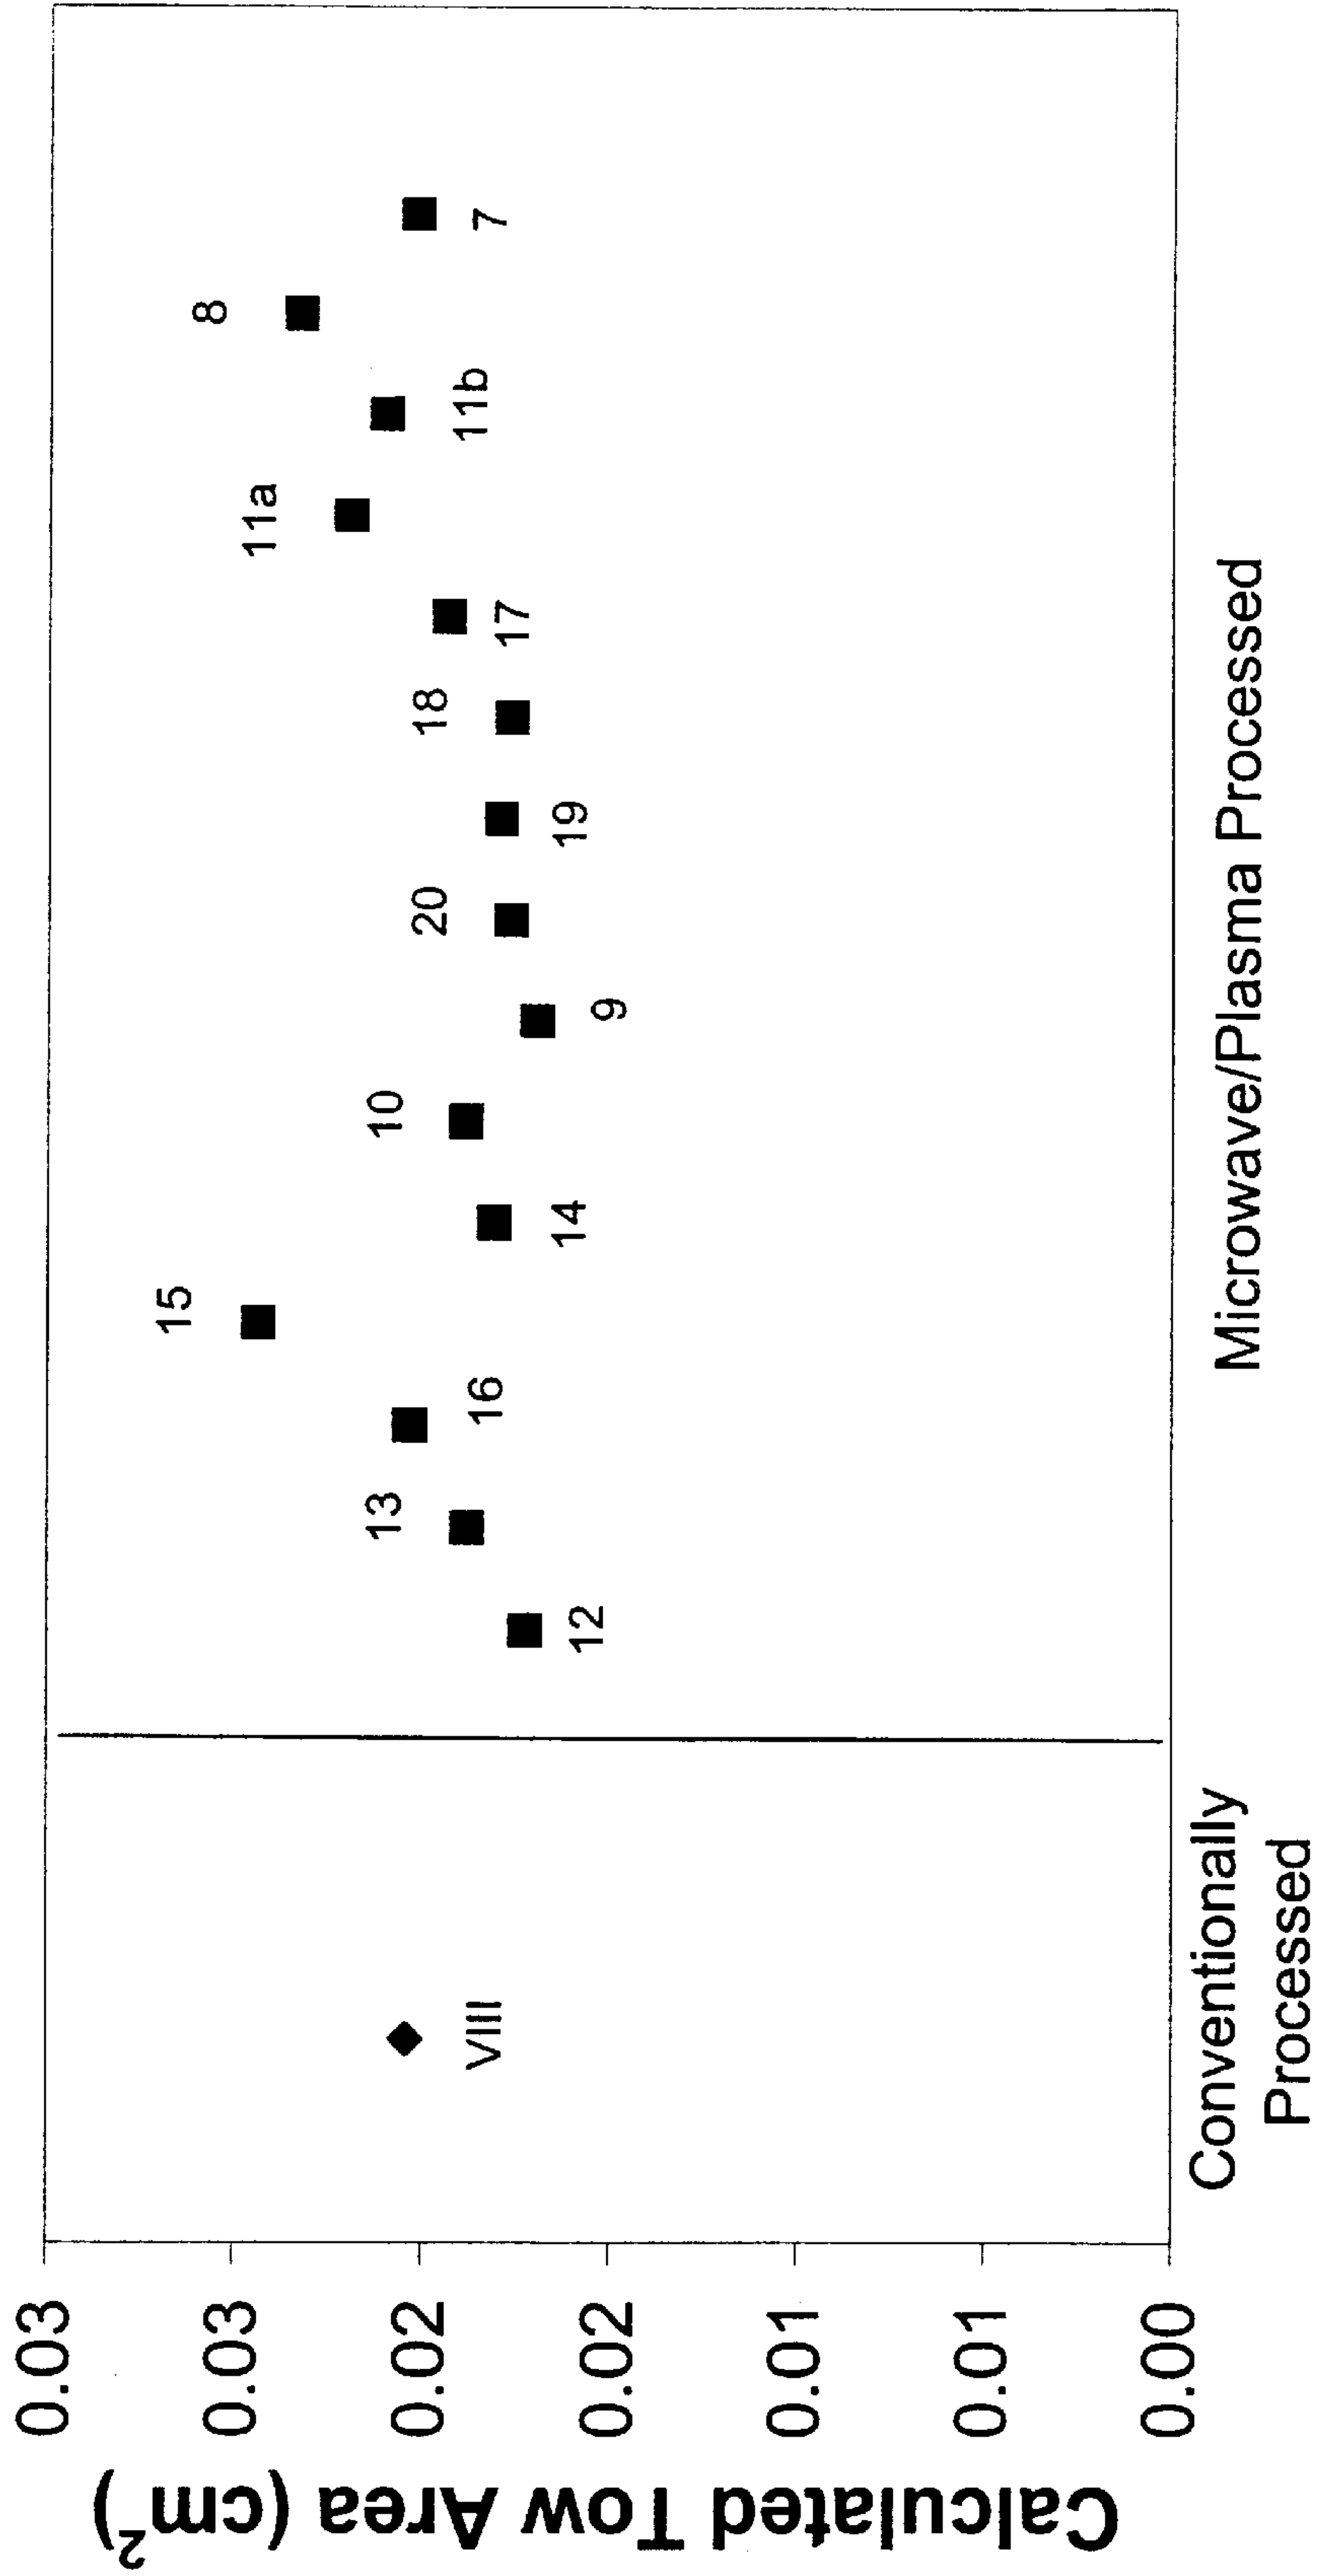 Calculated Tow Area (cm²)
0.03
0.03
0.02
0.02
0.01
0.01
0.00
VIII
12
13
16
15
14
10
9
20
19
18
17
11a
11b
8
7
Conventionally
Processed
Microwave/Plasma Processed